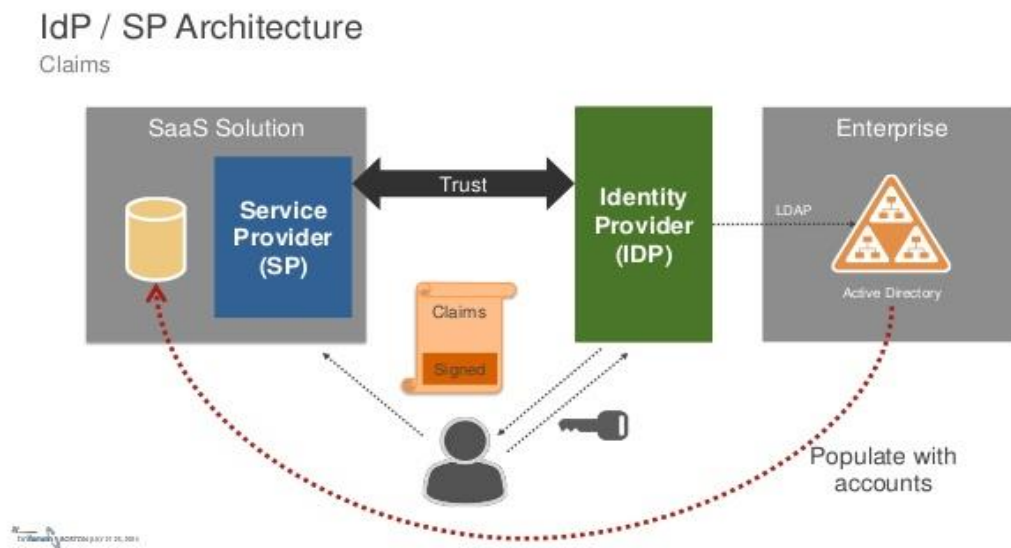 IdP / SP Architecture
Claims
SaaS Solution
Enterprise
Trust
Service
Provider
(SP)
Identity
Provider
(IDP)
LDAP
Active Directory
Claims
Signed
Populate with
accounts